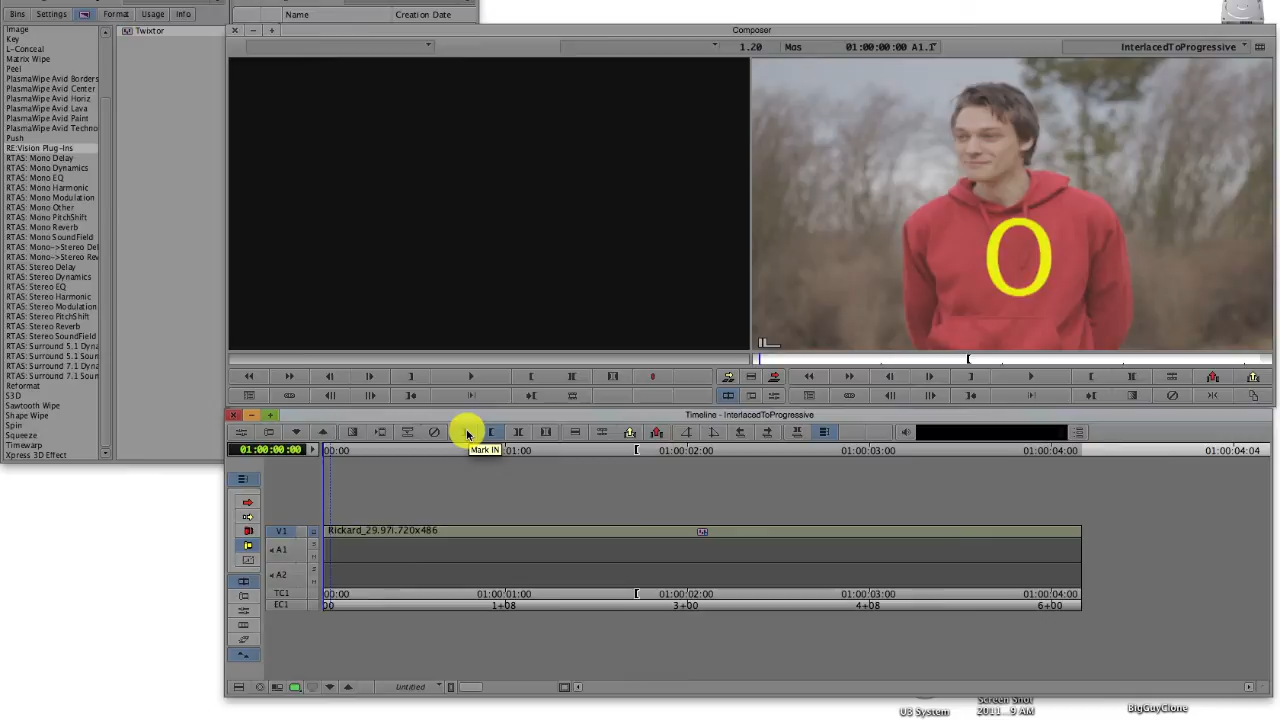 Bins Settings Format Usage Info
Name Creation Date
Image
Key
L-Conceal
Matrix Wipe
Peel
PlasmaWipe Avid Borders
PlasmaWipe Avid Center
PlasmaWipe Avid Horiz
PlasmaWipe Avid Lava
PlasmaWipe Avid Paint
PlasmaWipe Avid Techno
Push
RE:Vision Plug-Ins
RTAS: Mono Delay
RTAS: Mono Dynamics
RTAS: Mono EQ
RTAS: Mono Harmonic
RTAS: Mono Modulation
RTAS: Mono Other
RTAS: Mono PitchShift
RTAS: Mono Reverb
RTAS: Mono SoundField
RTAS: Mono->Stereo Del
RTAS: Mono->Stereo Re
RTAS: Stereo Delay
RTAS: Stereo Dynamics
RTAS: Stereo EQ
RTAS: Stereo Harmonic
RTAS: Stereo Modulation
RTAS: Stereo PitchShift
RTAS: Stereo Reverb
RTAS: Stereo SoundField
RTAS: Surround 5.1 Dyna
RTAS: Surround 5.1 Soun
RTAS: Surround 7.1 Dyna
RTAS: Surround 7.1 Soun
Reformat
S3D
Sawtooth Wipe
Shape Wipe
Spin
Squeeze
Timewarp
Xpress 3D Effect
Twixtor
Composer
1.20 Mas 01:00:00:00 A1.1 InterlacedToProgressive
0
Timeline - InterlacedToProgressive
Mark IN
01:00:00:00 00:00 01:00 01:00:02:00 01:00:03:00 01:00:04:00 01:00:04:04
V1 Rickard_29.97i.720x486
A1
A2
TC1 00:00 01:00:01:00 01:00:02:00 01:00:03:00 01:00:04:00
EC1 00 1+08 3+00 4+08 6+00
Untitled
U3 System
Screen Shot
2011...9 AM
BigGuyClone